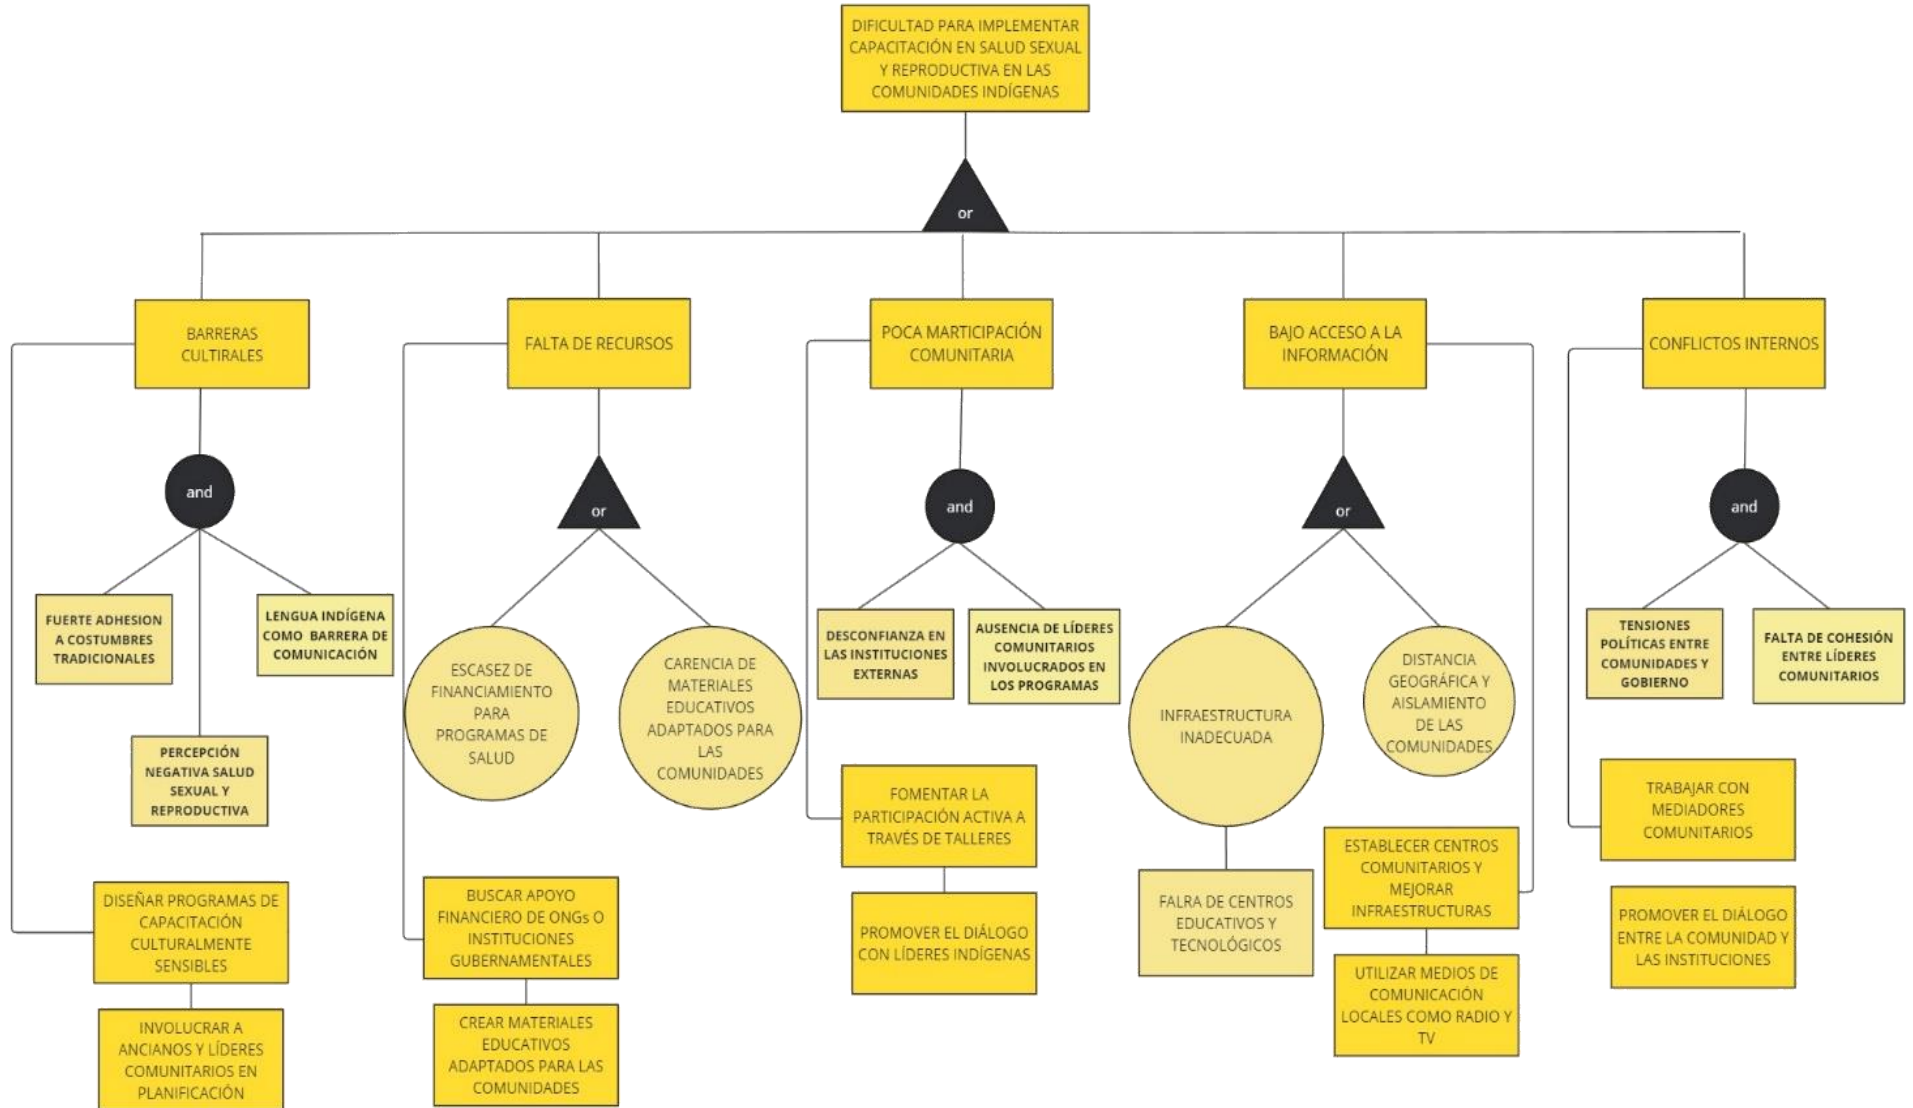 DIFICULTAD PARA IMPLEMENTAR
CAPACITACIÓN EN SALUD SEXUAL
Y REPRODUCTIVA EN LAS
COMUNIDADES INDÍGENAS
or
BARRERAS
CULTIRALES
FALTA DE RECURSOS
POCA MARTICIPACIÓN
COMUNITARIA
BAJO ACCESO A LA
INFORMACIÓN
CONFLICTOS INTERNOS
and
or
and
or
and
FUERTE ADHESION
A COSTUMBRES
TRADICIONALES
LENGUA INDÍGENA
COMO BARRERA DE
COMUNICACIÓN
PERCEPCIÓN
NEGATIVA SALUD
SEXUAL Y
REPRODUCTIVA
ESCASEZ DE
FINANCIAMIENTO
PARA
PROGRAMAS DE
SALUD
CARENCIA DE
MATERIALES
EDUCATIVOS
ADAPTADOS PARA
LAS
COMUNIDADES
DESCONFIANZA EN
LAS INSTITUCIONES
EXTERNAS
AUSENCIA DE LÍDERES
COMUNITARIOS
INVOLUCRADOS EN
LOS PROGRAMAS
INFRAESTRUCTURA
INADECUADA
DISTANCIA
GEOGRÁFICA Y
AISLAMIENTO
DE LAS
COMUNIDADES
TENSIONES
POLÍTICAS ENTRE
COMUNIDADES Y
GOBIERNO
FALTA DE COHESIÓN
ENTRE LÍDERES
COMUNITARIOS
DISEÑAR PROGRAMAS DE
CAPACITACIÓN
CULTURALMENTE
SENSIBLES
INVOLUCRAR A
ANCIANOS Y LÍDERES
COMUNITARIOS EN
PLANIFICACIÓN
BUSCAR APOYO
FINANCIERO DE ONGs O
INSTITUCIONES
GUBERNAMENTALES
CREAR MATERIALES
EDUCATIVOS
ADAPTADOS PARA LAS
COMUNIDADES
FOMENTAR LA
PARTICIPACIÓN ACTIVA A
TRAVÉS DE TALLERES
PROMOVER EL DIÁLOGO
CON LÍDERES INDÍGENAS
FALRA DE CENTROS
EDUCATIVOS Y
TECNOLÓGICOS
ESTABLECER CENTROS
COMUNITARIOS Y
MEJORAR
INFRAESTRUCTURAS
UTILIZAR MEDIOS DE
COMUNICACIÓN
LOCALES COMO RADIO Y
TV
TRABAJAR CON
MEDIADORES
COMUNITARIOS
PROMOVER EL DIÁLOGO
ENTRE LA COMUNIDAD Y
LAS INSTITUCIONES